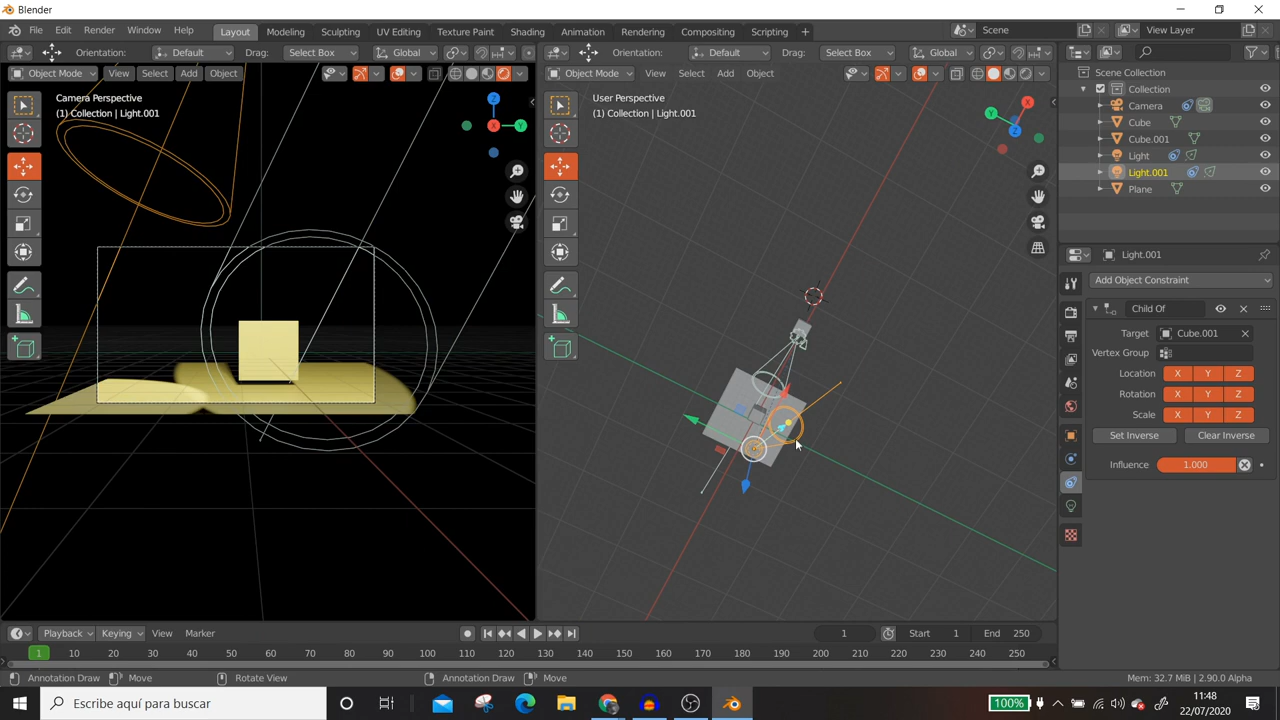 Blender
File Edit Render Window Help Layout Modeling Sculpting UV Editing Texture Paint Shading Animation Rendering Compositing Scripting + Scene View Layer
Orientation: Default Drag: Select Box Global Orientation: Default Drag: Select Box Global
Object Mode View Select Add Object Object Mode View Select Add Object
Scene Collection
Collection
Camera
Cube
Cube.001
Light
Light.001
Plane
Camera Perspective
(1) Collection | Light.001
Z
X
Y
User Perspective
(1) Collection | Light.001
X
Y
Z
Light.001
Add Object Constraint
Child Of
Target Cube.001
Vertex Group
Location X Y Z
Rotation X Y Z
Scale X Y Z
Set Inverse Clear Inverse
Influence 1.000
Playback Keying View Marker 1 Start 1 End 250
1 10 20 30 40 50 60 70 80 90 100 110 120 130 140 150 160 170 180 190 200 210 220 230 240 250
Annotation Draw Move Rotate View Annotation Draw Move Mem: 32.7 MiB | 2.90.0 Alpha
Escribe aquí para buscar 100% 11:48
22/07/2020